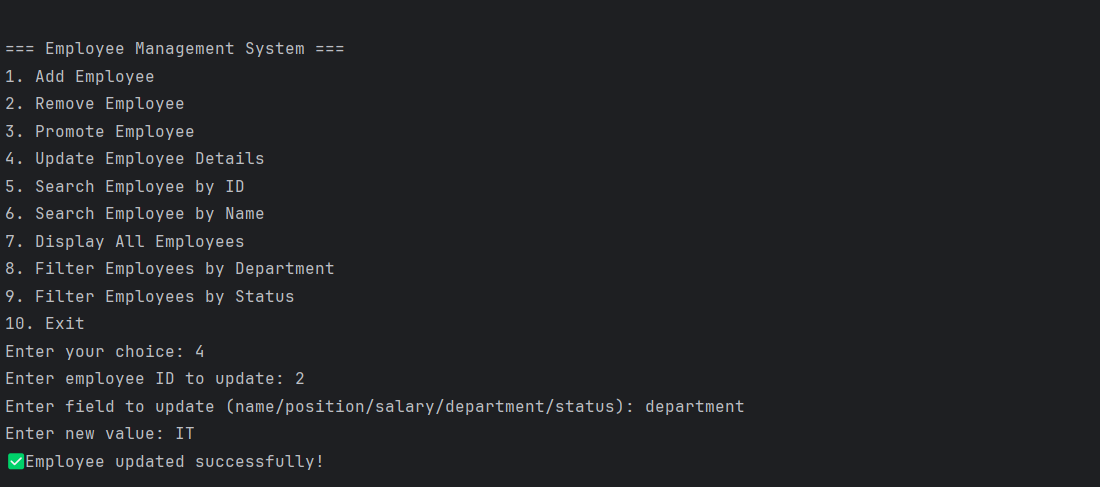 === Employee Management System ===
1. Add Employee
2. Remove Employee
3. Promote Employee
4. Update Employee Details
5. Search Employee by ID
6. Search Employee by Name
7. Display All Employees
8. Filter Employees by Department
9. Filter Employees by Status
10. Exit
Enter your choice: 4
Enter employee ID to update: 2
Enter field to update (name/position/salary/department/status): department
Enter new value: IT
✅Employee updated successfully!